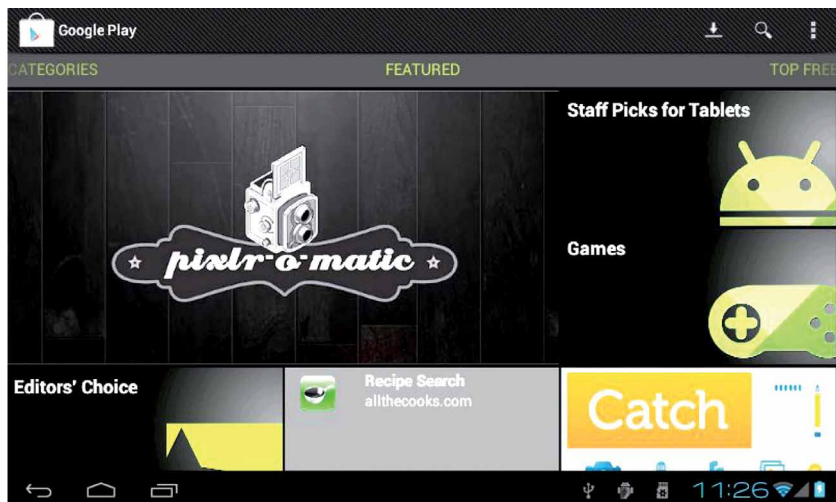 Google Play
CATEGORIES
FEATURED
TOP FREE
pixlr-o-matic
Staff Picks for Tablets
Games
Editors' Choice
Recipe Search
allthecooks.com
Catch
11:26